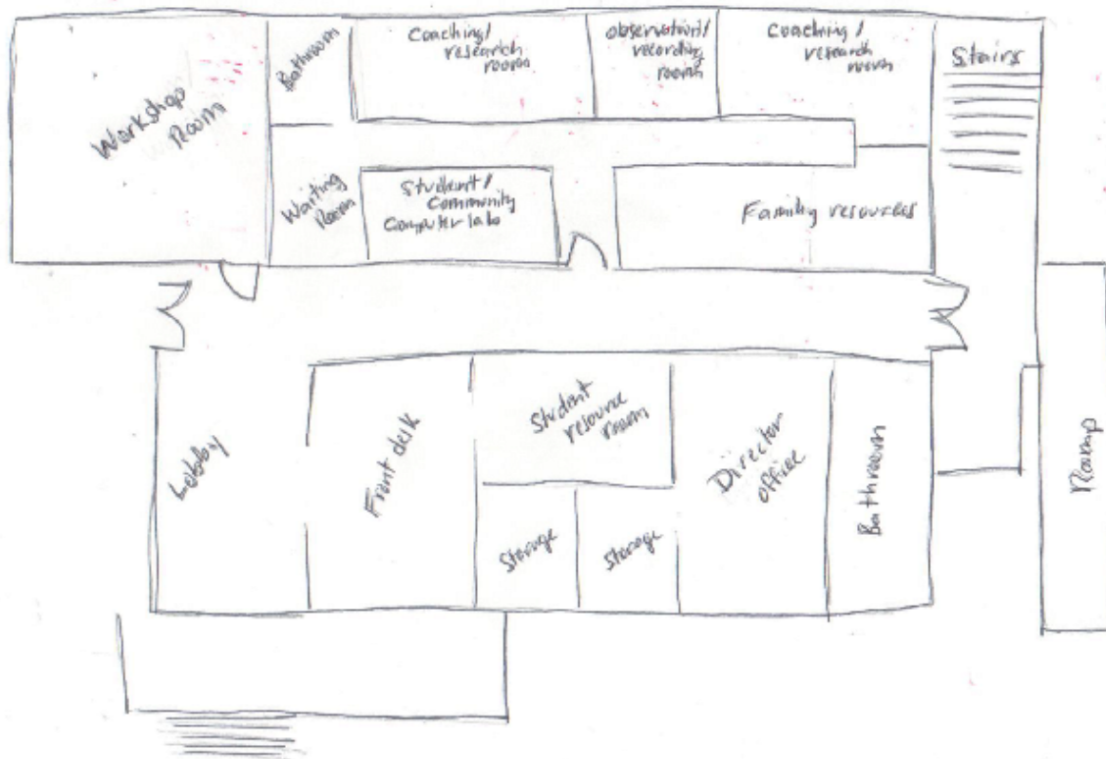 Workshop
Room
Bathroom
Coaching/
research
room
observation/
recording
room
Coaching/
research
room
Stairs
Waiting
Room
Student/
Community
Computer lab
Family resources
Lobby
Front desk
Student
resource
room
Storage
Storage
Director
office
Bathroom
Ramp